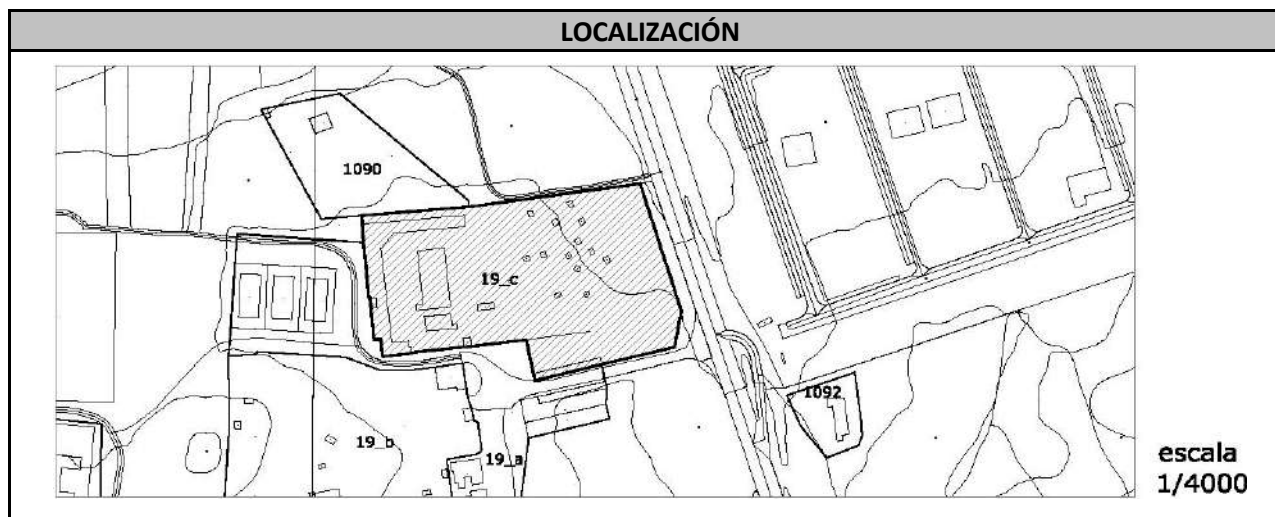 LOCALIZACIÓN
1090
19_c
1092
19_b
19_a
escala
1/4000